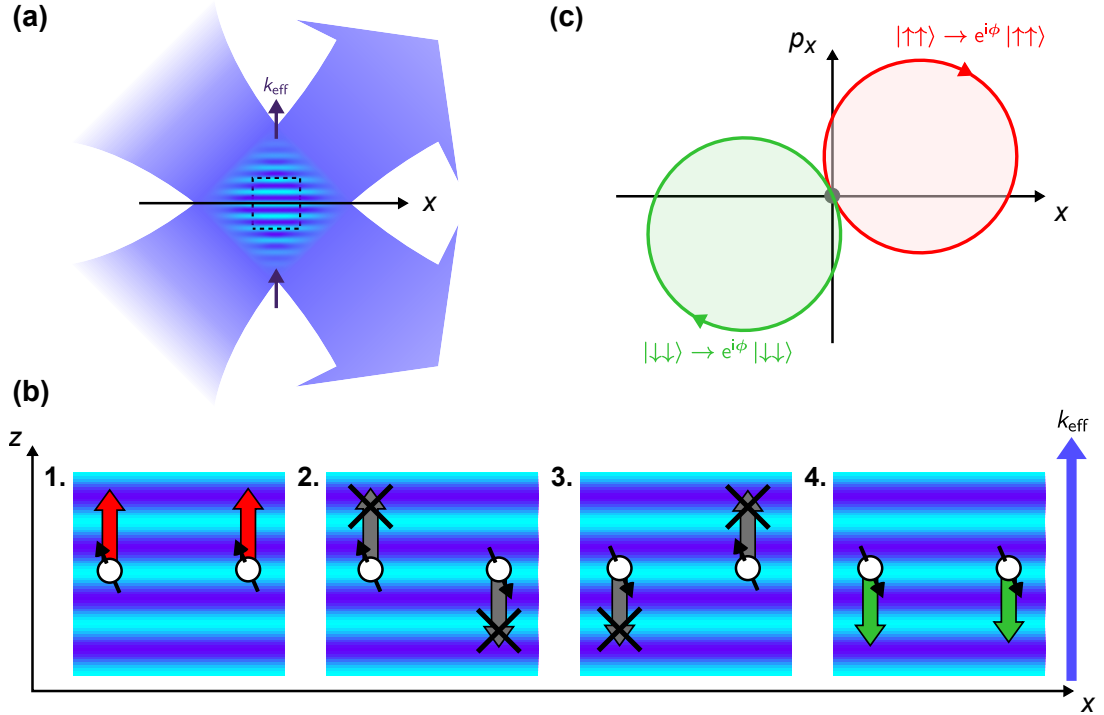 (a)
k_eff
x
(c)
p_x
|↑↑⟩ → e^{iϕ} |↑↑⟩
x
|↓↓⟩ → e^{iϕ} |↓↓⟩
(b)
z
k_eff
1.
2.
3.
4.
x